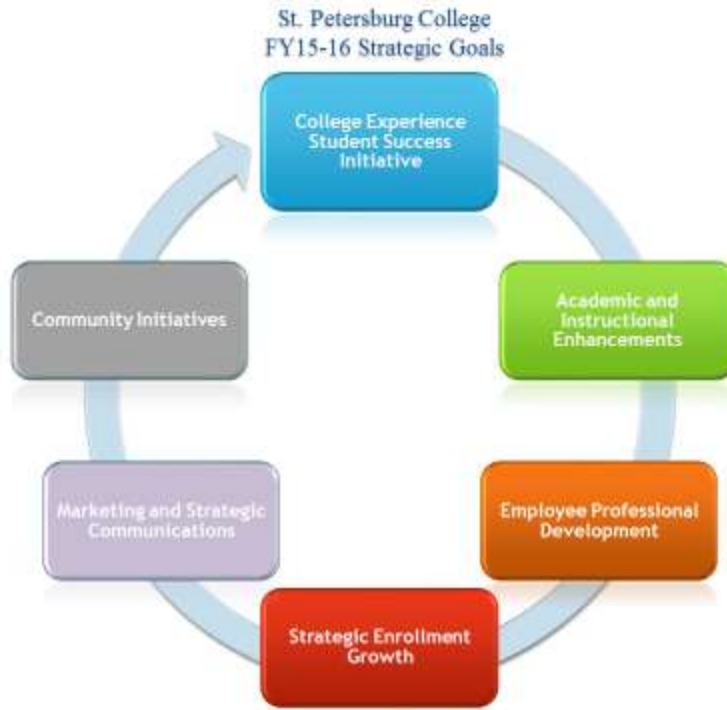 St. Petersburg College
FY15-16 Strategic Goals
College Experience
Student Success
Initiative
Academic and
Instructional
Enhancements
Employee Professional
Development
Strategic Enrollment
Growth
Marketing and Strategic
Communications
Community Initiatives